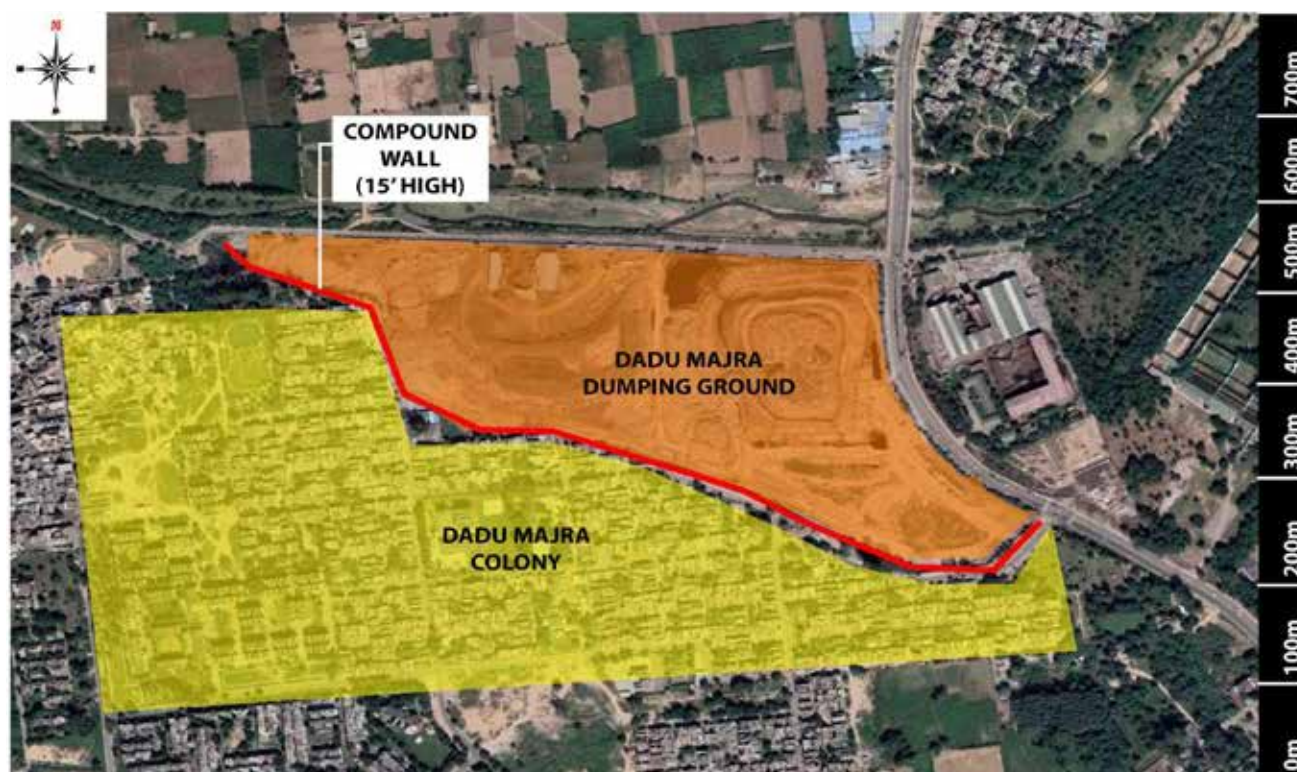 N
E
COMPOUND
WALL
(15' HIGH)
DADU MAJRA
DUMPING GROUND
DADU MAJRA
COLONY
700m
600m
500m
400m
300m
200m
100m
0m